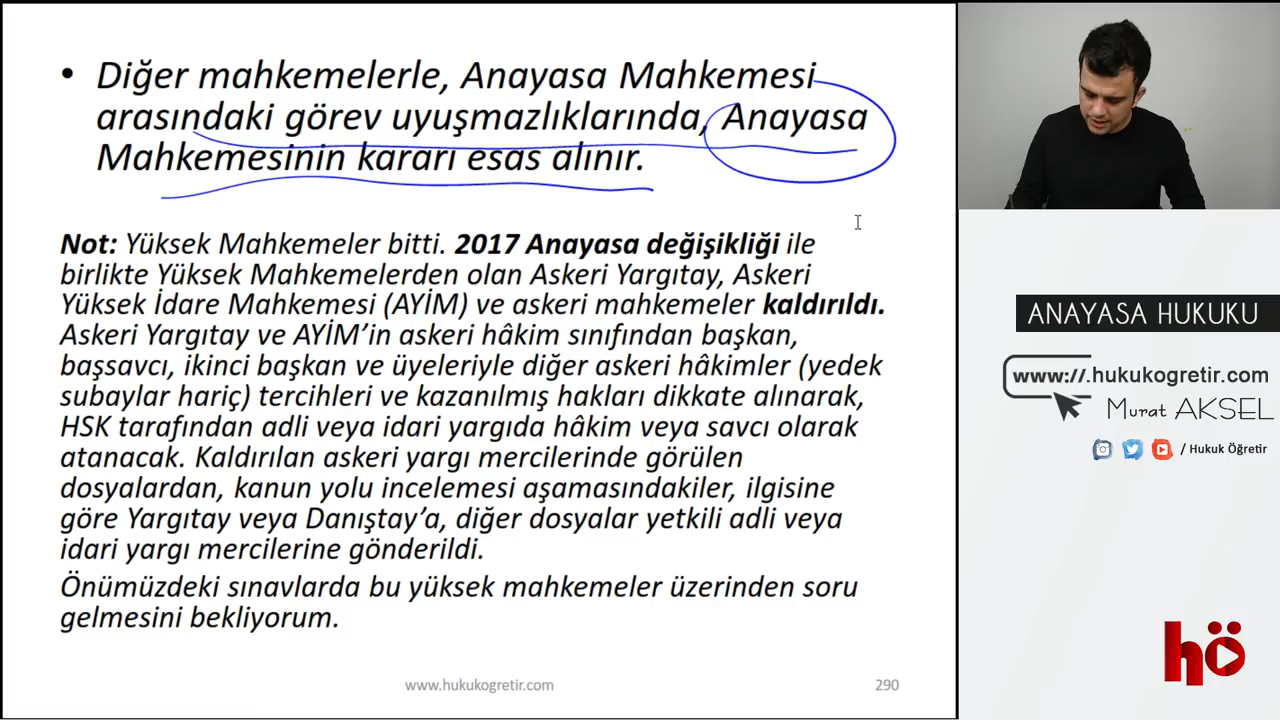 • Diğer mahkemelerle, Anayasa Mahkemesi
arasındaki görev uyuşmazlıklarında, Anayasa
Mahkemesinin kararı esas alınır.
Not: Yüksek Mahkemeler bitti. 2017 Anayasa değişikliği ile
birlikte Yüksek Mahkemelerden olan Askeri Yargıtay, Askeri
Yüksek İdare Mahkemesi (AYİM) ve askeri mahkemeler kaldırıldı.
Askeri Yargıtay ve AYİM'in askeri hâkim sınıfından başkan,
başsavcı, ikinci başkan ve üyeleriyle diğer askeri hâkimler (yedek
subaylar hariç) tercihleri ve kazanılmış hakları dikkate alınarak,
HSK tarafından adli veya idari yargıda hâkim veya savcı olarak
atanacak. Kaldırılan askeri yargı mercilerinde görülen
dosyalardan, kanun yolu incelemesi aşamasındakiler, ilgisine
göre Yargıtay veya Danıştay'a, diğer dosyalar yetkili adli veya
idari yargı mercilerine gönderildi.
Önümüzdeki sınavlarda bu yüksek mahkemeler üzerinden soru
gelmesini bekliyorum.
www.hukukogretir.com
290
ANAYASA HUKUKU
www://.hukukogretir.com
Murat AKSEL
/ Hukuk Öğretir
hö